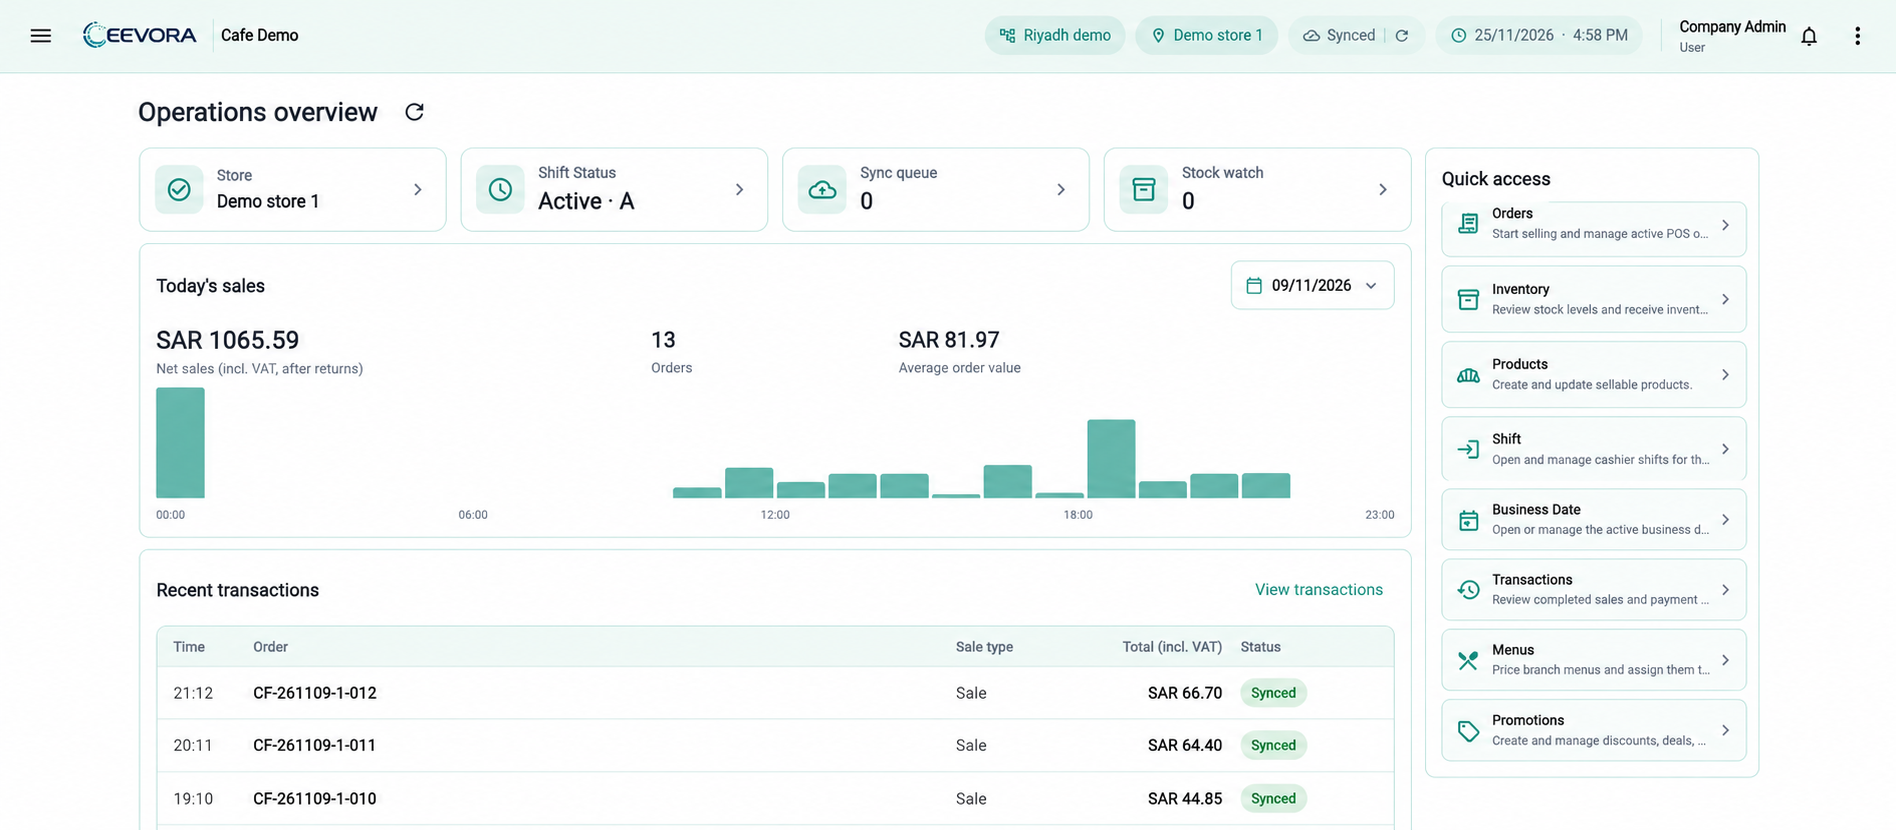 EEVORA
Cafe Demo
Riyadh demo
Demo store 1
Synced
25/11/2026 · 4:58 PM
Company Admin
User
Operations overview
Store
Demo store 1
Shift Status
Active · A
Sync queue
0
Stock watch
0
Today's sales
09/11/2026
SAR 1065.59
Net sales (incl. VAT, after returns)
13
Orders
SAR 81.97
Average order value
00:00
06:00
12:00
18:00
23:00
Recent transactions
View transactions
Time Order Sale type Total (incl. VAT) Status
21:12 CF-261109-1-012 Sale SAR 66.70 Synced
20:11 CF-261109-1-011 Sale SAR 64.40 Synced
19:10 CF-261109-1-010 Sale SAR 44.85 Synced
Quick access
Orders
Start selling and manage active POS o...
Inventory
Review stock levels and receive invent...
Products
Create and update sellable products.
Shift
Open and manage cashier shifts for th...
Business Date
Open or manage the active business d...
Transactions
Review completed sales and payment ...
Menus
Price branch menus and assign them t...
Promotions
Create and manage discounts, deals, ...